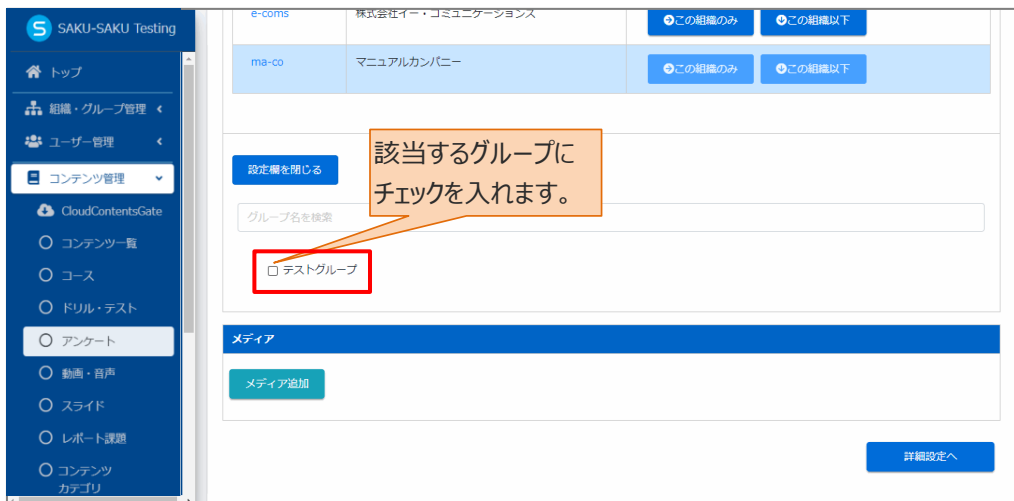 SAKU-SAKU Testing
トップ
組織・グループ管理
ユーザー管理
コンテンツ管理
CloudContentsGate
コンテンツ一覧
コース
ドリル・テスト
アンケート
動画・音声
スライド
レポート課題
コンテンツ
カテゴリ
e-coms
株式会社イー・コミュニケーションズ
この組織のみ
この組織以下
ma-co
マニュアルカンパニー
この組織のみ
この組織以下
設定欄を閉じる
該当するグループに
チェックを入れます。
グループ名を検索
テストグループ
メディア
メディア追加
詳細設定へ